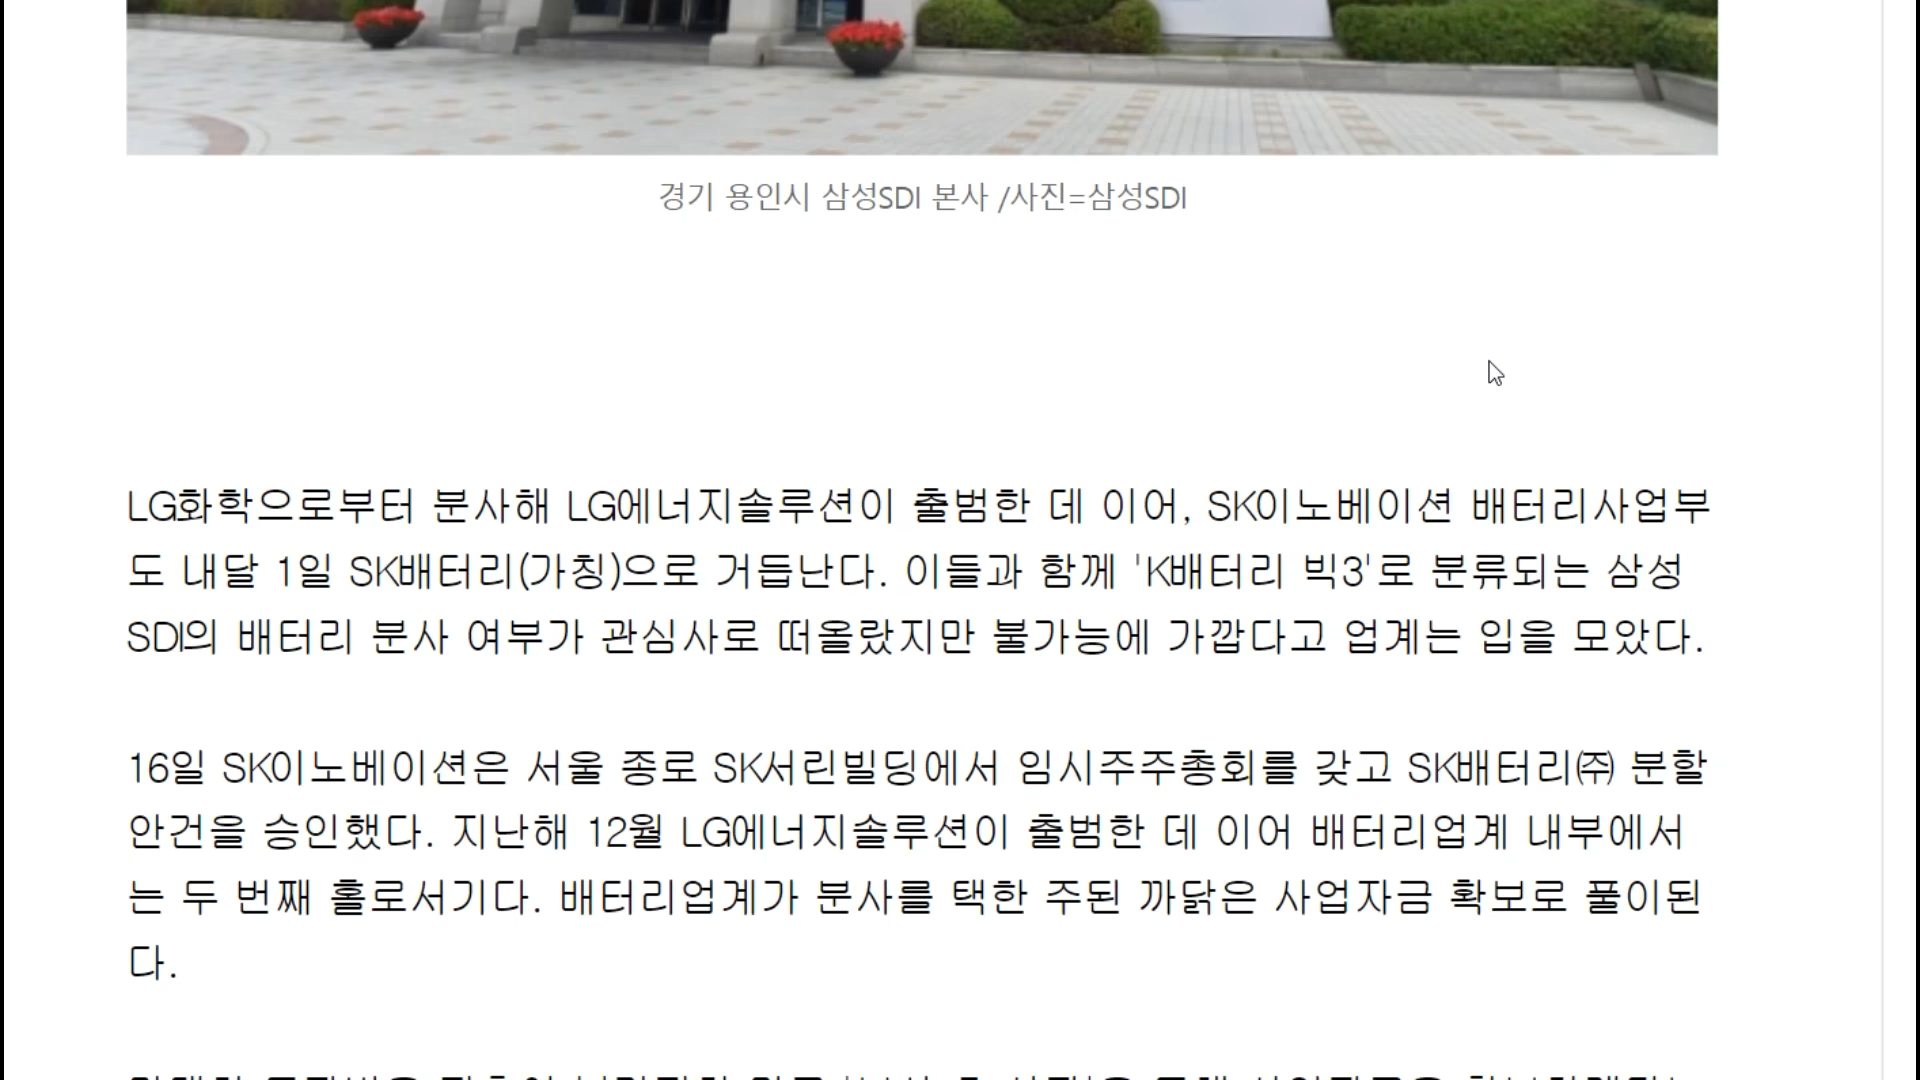 경기 용인시 삼성SDI 본사 /사진=삼성SDI
LG화학으로부터 분사해 LG에너지솔루션이 출범한 데 이어, SK이노베이션 배터리사업부
도 내달 1일 SK배터리(가칭)으로 거듭난다. 이들과 함께 'K배터리 빅3'로 분류되는 삼성
SDI의 배터리 분사 여부가 관심사로 떠올랐지만 불가능에 가깝다고 업계는 입을 모았다.
16일 SK이노베이션은 서울 종로 SK서린빌딩에서 임시주주총회를 갖고 SK배터리㈜ 분할
안건을 승인했다. 지난해 12월 LG에너지솔루션이 출범한 데 이어 배터리업계 내부에서
는 두 번째 홀로서기다. 배터리업계가 분사를 택한 주된 까닭은 사업자금 확보로 풀이된
다.